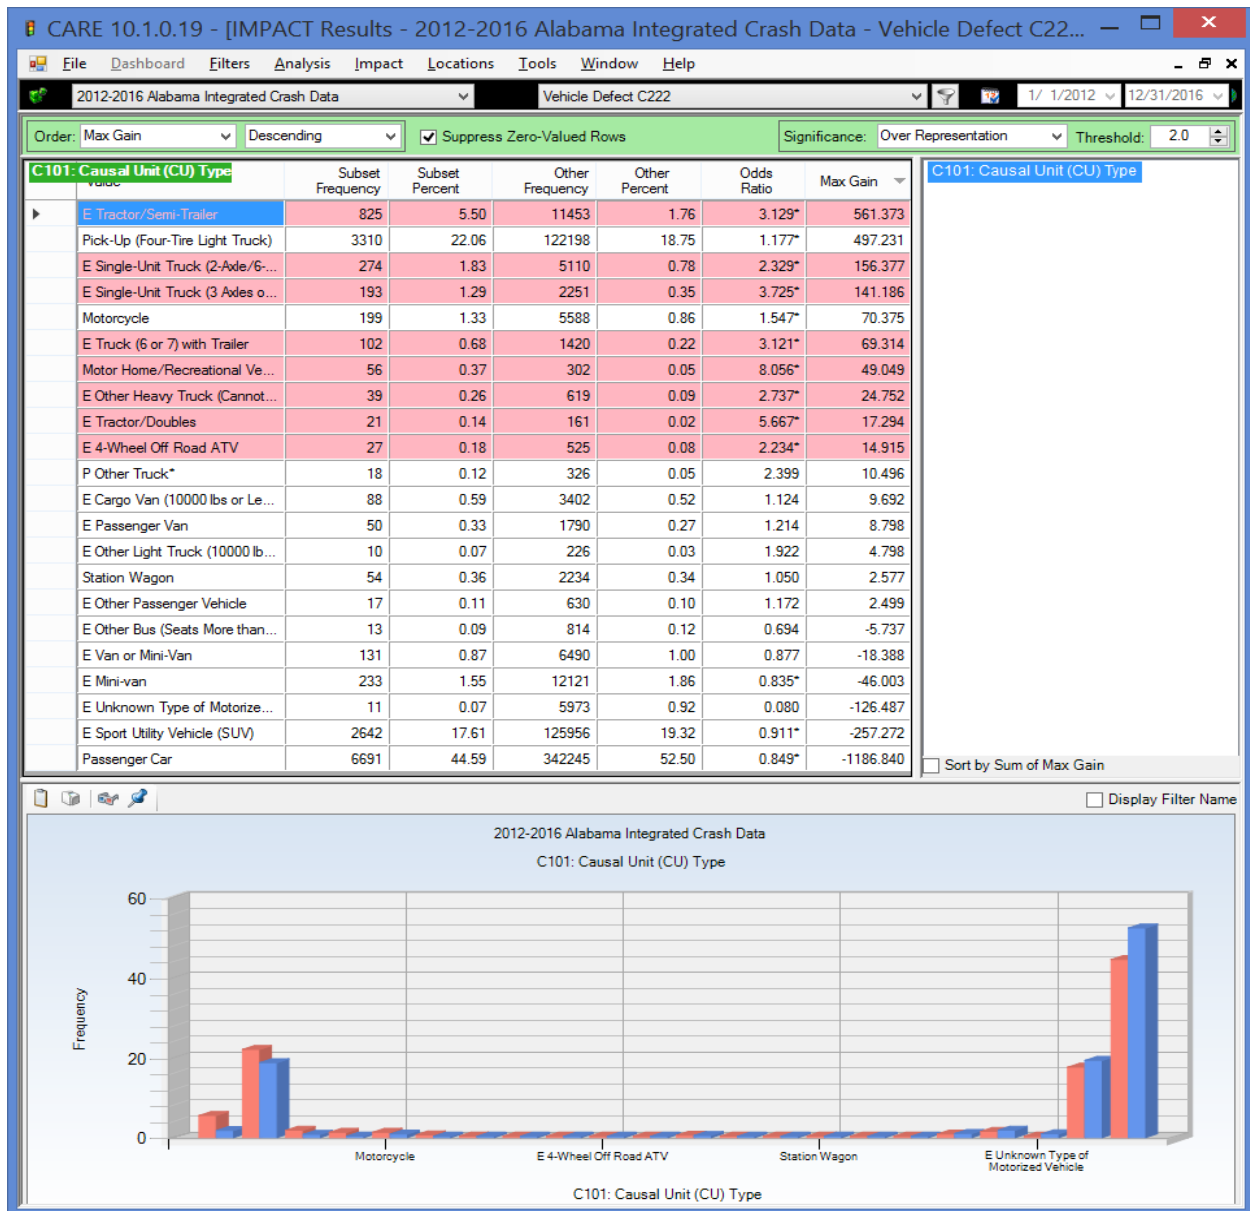 CARE 10.1.0.19 - [IMPACT Results - 2012-2016 Alabama Integrated Crash Data - Vehicle Defect C22...
File Dashboard Filters Analysis Impact Locations Tools Window Help
2012-2016 Alabama Integrated Crash Data Vehicle Defect C222 1/ 1/2012 12/31/2016
Order: Max Gain Descending Suppress Zero-Valued Rows Significance: Over Representation Threshold: 2.0
C101: Causal Unit (CU) Type Subset Frequency Subset Percent Other Frequency Other Percent Odds Ratio Max Gain C101: Causal Unit (CU) Type
E Tractor/Semi-Trailer 825 5.50 11453 1.76 3.129* 561.373
Pick-Up (Four-Tire Light Truck) 3310 22.06 122198 18.75 1.177* 497.231
E Single-Unit Truck (2-Axle/6-... 274 1.83 5110 0.78 2.329* 156.377
E Single-Unit Truck (3 Axles o... 193 1.29 2251 0.35 3.725* 141.186
Motorcycle 199 1.33 5588 0.86 1.547* 70.375
E Truck (6 or 7) with Trailer 102 0.68 1420 0.22 3.121* 69.314
Motor Home/Recreational Ve... 56 0.37 302 0.05 8.056* 49.049
E Other Heavy Truck (Cannot... 39 0.26 619 0.09 2.737* 24.752
E Tractor/Doubles 21 0.14 161 0.02 5.667* 17.294
E 4-Wheel Off Road ATV 27 0.18 525 0.08 2.234* 14.915
P Other Truck* 18 0.12 326 0.05 2.399 10.496
E Cargo Van (10000 lbs or Le... 88 0.59 3402 0.52 1.124 9.692
E Passenger Van 50 0.33 1790 0.27 1.214 8.798
E Other Light Truck (10000 lb... 10 0.07 226 0.03 1.922 4.798
Station Wagon 54 0.36 2234 0.34 1.050 2.577
E Other Passenger Vehicle 17 0.11 630 0.10 1.172 2.499
E Other Bus (Seats More than... 13 0.09 814 0.12 0.694 -5.737
E Van or Mini-Van 131 0.87 6490 1.00 0.877 -18.388
E Mini-van 233 1.55 12121 1.86 0.835* -46.003
E Unknown Type of Motorize... 11 0.07 5973 0.92 0.080 -126.487
E Sport Utility Vehicle (SUV) 2642 17.61 125956 19.32 0.911* -257.272
Passenger Car 6691 44.59 342245 52.50 0.849* -1186.840
Sort by Sum of Max Gain
Display Filter Name
2012-2016 Alabama Integrated Crash Data
C101: Causal Unit (CU) Type
60
40
20
0
Frequency
Motorcycle E 4-Wheel Off Road ATV Station Wagon E Unknown Type of
Motorized Vehicle
C101: Causal Unit (CU) Type